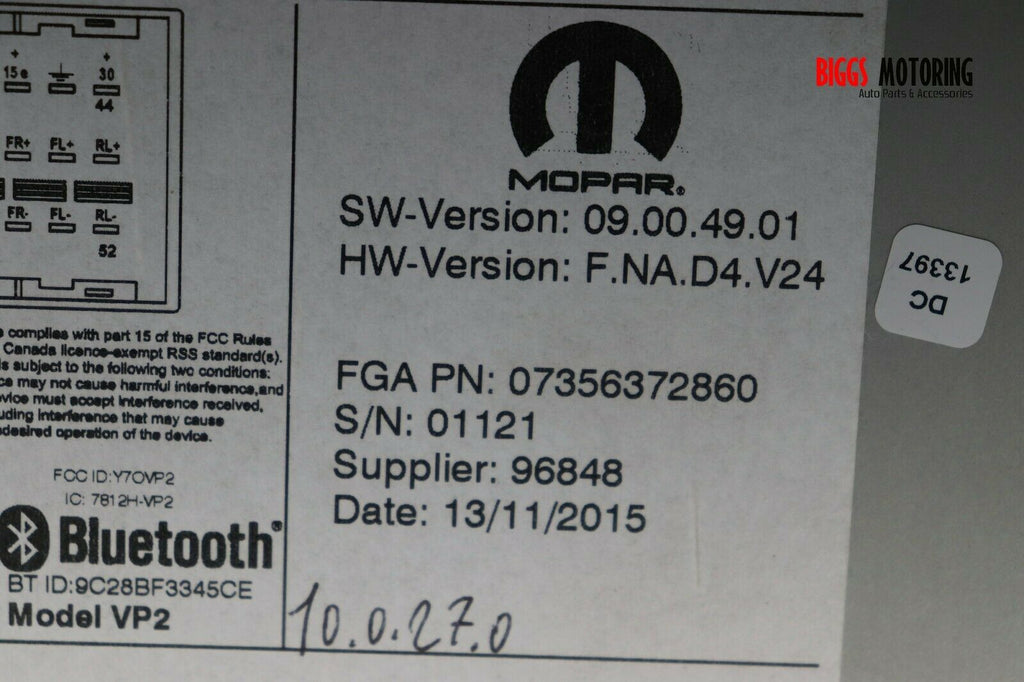 + +
15e 30
44
FR+ FL+ RL+
FR- FL- RL-
52
complies with part 15 of the FCC Rules
Canada licence-exempt RSS standard(s).
is subject to the following two conditions:
ce may not cause harmful interference,and
vice must accept interference received,
uding interference that may cause
desired operation of the device.
FCC ID:Y7OVP2
IC: 7812H-VP2
Bluetooth®
BT ID:9C28BF3345CE
Model VP2
MOPAR®
SW-Version: 09.00.49.01
HW-Version: F.NA.D4.V24
FGA PN: 07356372860
S/N: 01121
Supplier: 96848
Date: 13/11/2015
10.0.27.0
BIGGS MOTORING
Auto Parts & Accessories
DC
13397